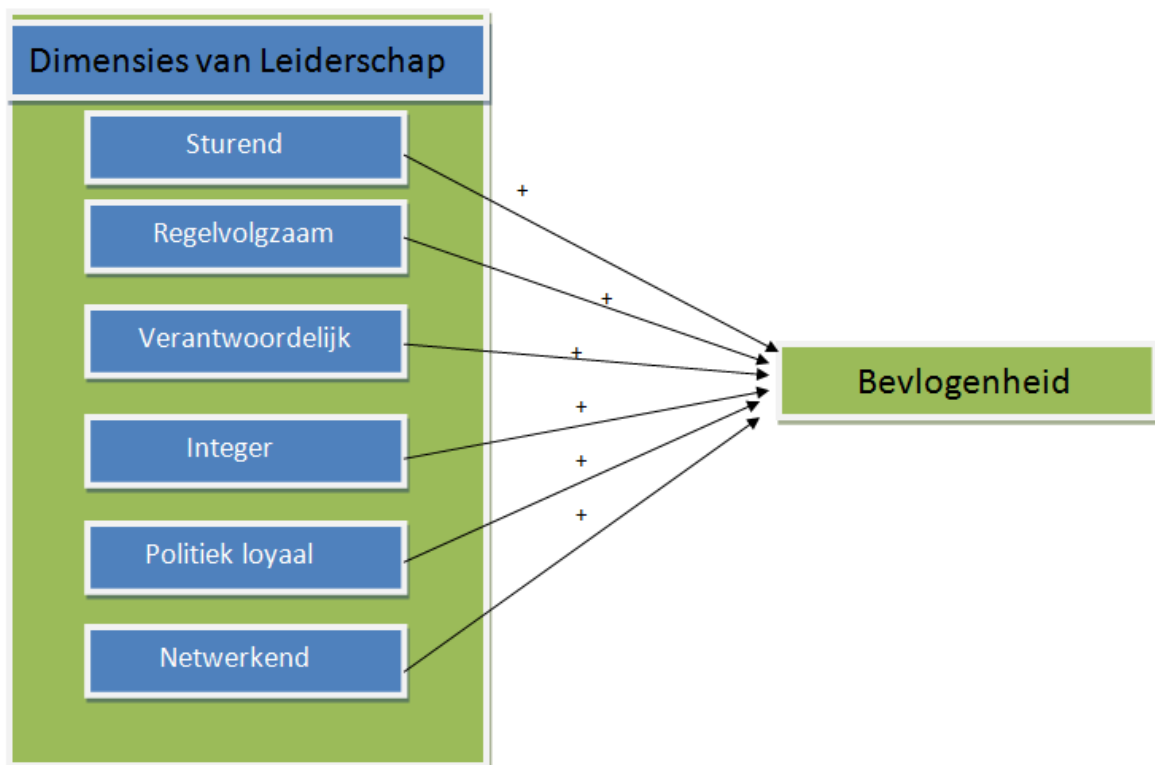 Dimensies van Leiderschap
Sturend
+
Regelvolgzaam
+
Verantwoordelijk
+
Bevlogenheid
+
Integer
+
Politiek loyaal
+
Netwerkend